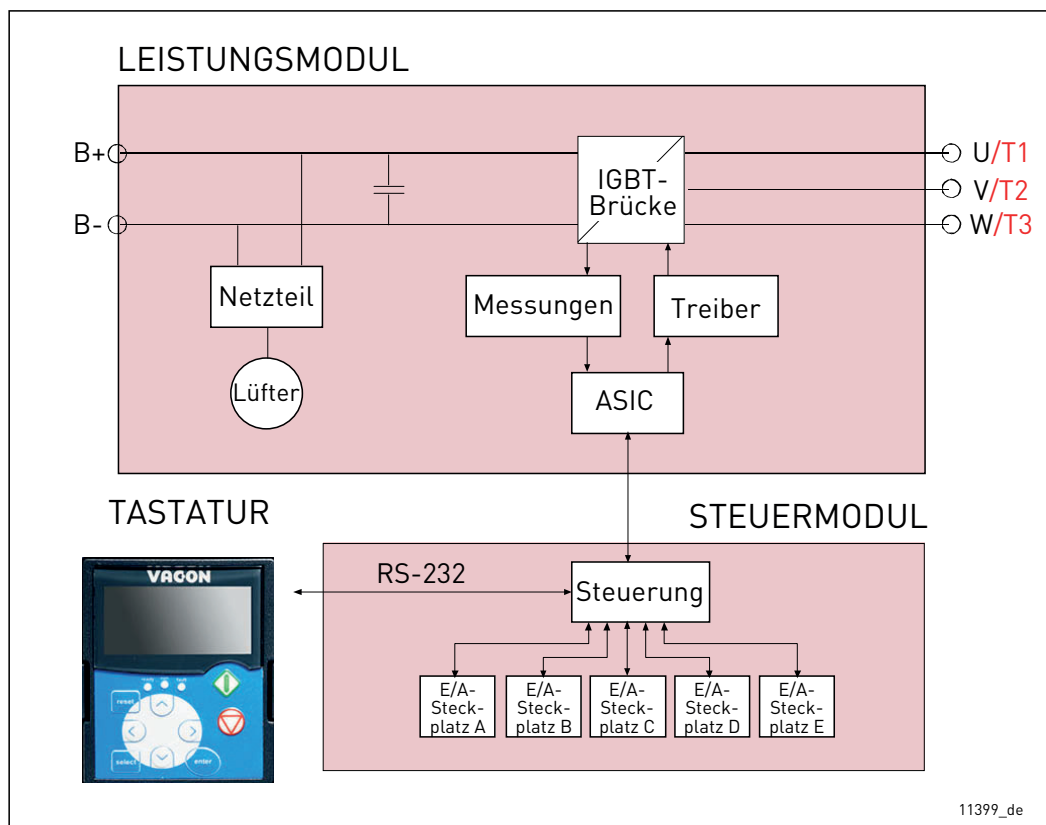 LEISTUNGSMODUL
B+
B-
IGBT-
Brücke
U/T1
V/T2
W/T3
Netzteil
Lüfter
Messungen
Treiber
ASIC
TASTATUR
STEUERMODUL
VACON
reset
select
enter
RS-232
Steuerung
E/A-
Steck-
platz A
E/A-
Steck-
platz B
E/A-
Steck-
platz C
E/A-
Steck-
platz D
E/A-
Steck-
platz E
11399_de